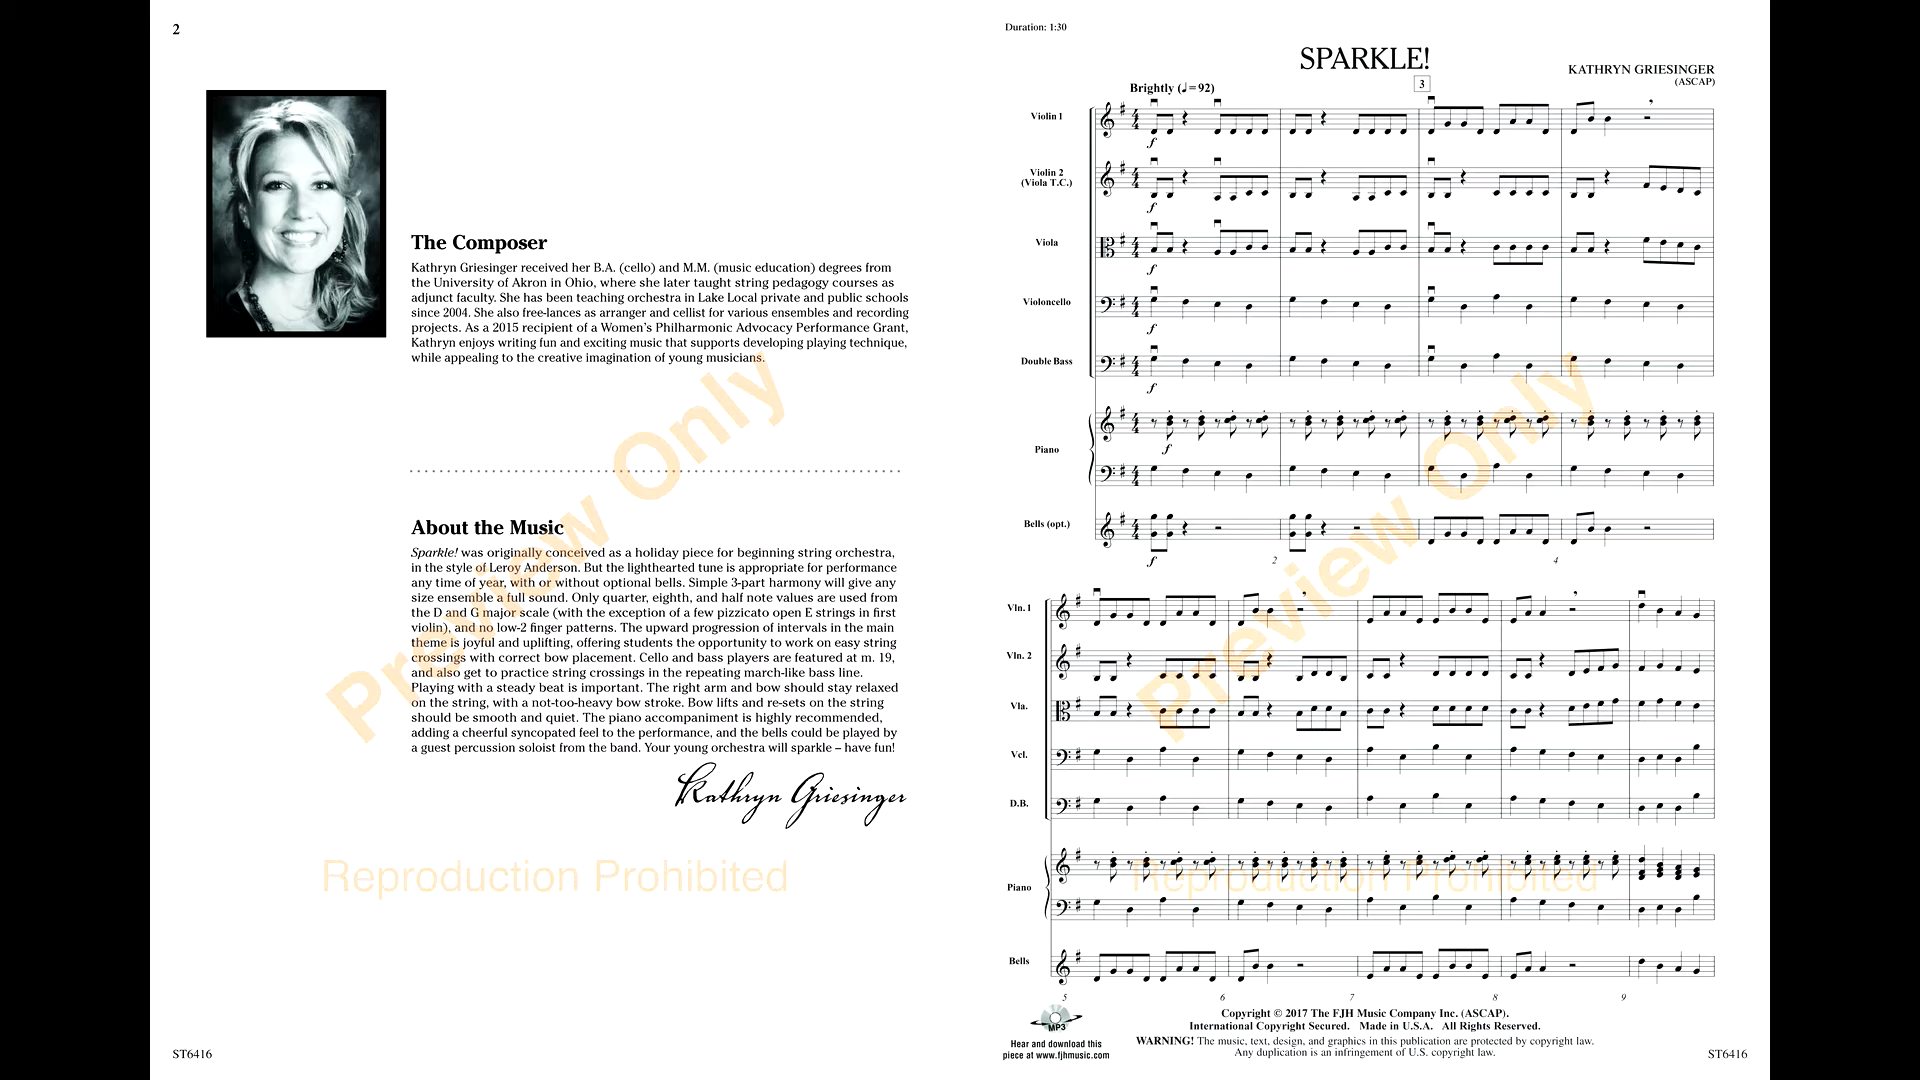 2
The Composer
Kathryn Griesinger received her B.A. (cello) and M.M. (music education) degrees from
the University of Akron in Ohio, where she later taught string pedagogy courses as
adjunct faculty. She has been teaching orchestra in Lake Local private and public schools
since 2004. She also free-lances as arranger and cellist for various ensembles and recording
projects. As a 2015 recipient of a Women's Philharmonic Advocacy Performance Grant,
Kathryn enjoys writing fun and exciting music that supports developing playing technique,
while appealing to the creative imagination of young musicians.
About the Music
Sparkle! was originally conceived as a holiday piece for beginning string orchestra,
in the style of Leroy Anderson. But the lighthearted tune is appropriate for performance
any time of year, with or without optional bells. Simple 3-part harmony will give any
size ensemble a full sound. Only quarter, eighth, and half note values are used from
the D and G major scale (with the exception of a few pizzicato open E strings in first
violin), and no low-2 finger patterns. The upward progression of intervals in the main
theme is joyful and uplifting, offering students the opportunity to work on easy string
crossings with correct bow placement. Cello and bass players are featured at m. 19,
and also get to practice string crossings in the repeating march-like bass line.
Playing with a steady beat is important. The right arm and bow should stay relaxed
on the string, with a not-too-heavy bow stroke. Bow lifts and re-sets on the string
should be smooth and quiet. The piano accompaniment is highly recommended,
adding a cheerful syncopated feel to the performance, and the bells could be played by
a guest percussion soloist from the band. Your young orchestra will sparkle – have fun!
Kathryn Griesinger
Preview Only
Reproduction Prohibited
ST6416
Duration: 1:30
SPARKLE!
KATHRYN GRIESINGER
(ASCAP)
Brightly (♩=92)
3
Violin 1
f
Violin 2
(Viola T.C.)
f
Viola
f
Violoncello
f
Double Bass
f
Piano
f
Bells (opt.)
f
2
4
Vln. 1
Vln. 2
Vla.
Vcl.
D.B.
Piano
Bells
5
6
7
8
9
Preview Only
Reproduction Prohibited
MP3
Hear and download this
piece at www.fjhmusic.com
Copyright © 2017 The FJH Music Company Inc. (ASCAP).
International Copyright Secured. Made in U.S.A. All Rights Reserved.
WARNING! The music, text, design, and graphics in this publication are protected by copyright law.
Any duplication is an infringement of U.S. copyright law.
ST6416